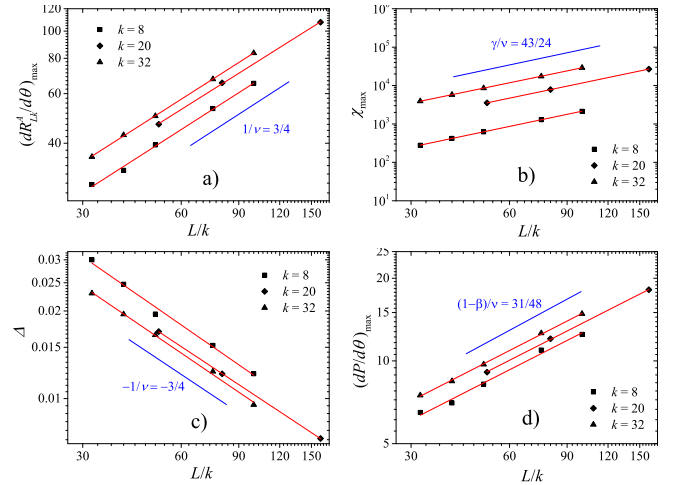 120
100
80
60
40
(dR^A_{Lk}/dθ)_max
k = 8
k = 20
k = 32
1/ν = 3/4
a)
30
60
90
120
150
L/k
10^6
10^5
10^4
10^3
10^2
10^1
χ_max
γ/ν = 43/24
k = 8
k = 20
k = 32
b)
30
60
90
120
150
L/k
0.03
0.025
0.02
0.015
0.01
Δ
k = 8
k = 20
k = 32
−1/ν= −3/4
c)
30
60
90
120
150
L/k
20
15
10
5
(dP/dθ)_max
(1−β)/ν = 31/48
k = 8
k = 20
k = 32
d)
30
60
90
120
150
L/k